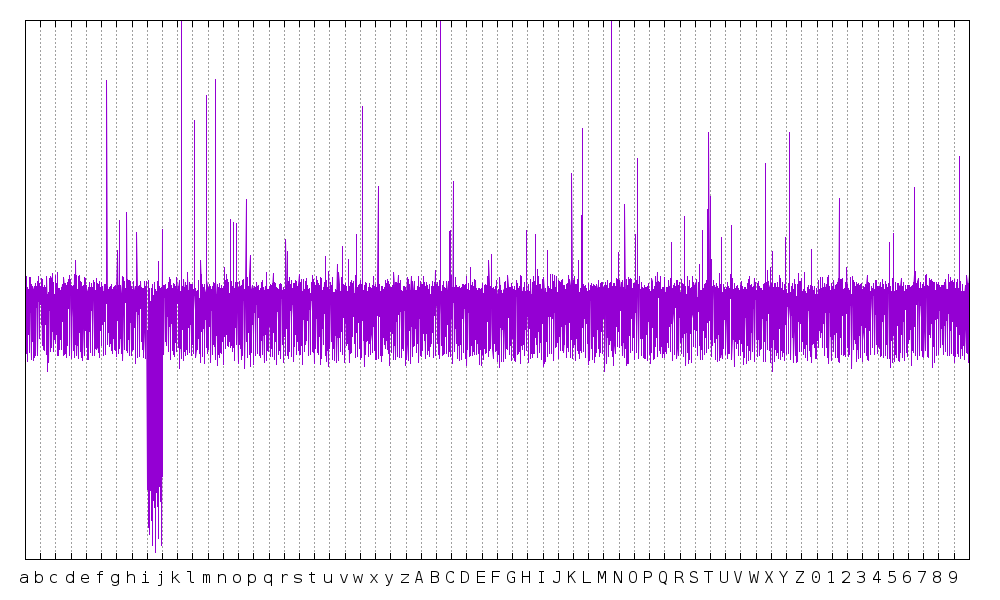 a b c d e f g h i j k l m n o p q r s t u v w x y z A B C D E F G H I J K L M N O P Q R S T U V W X Y Z 0 1 2 3 4 5 6 7 8 9